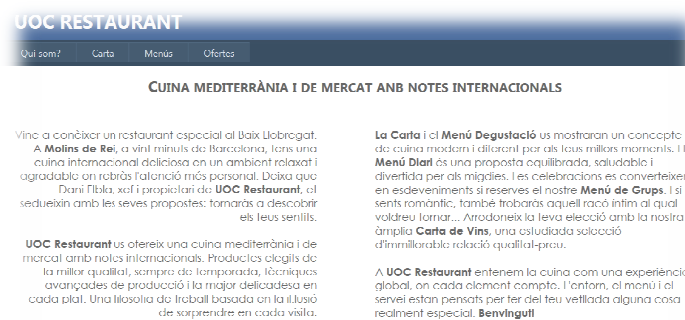 UOC RESTAURANT
Qui som? Carta Menús Ofertes
CUINA MEDITERRÀNIA I DE MERCAT ANB NOTES INTERNACIONALS
Vine a conèixer un restaurant especial al Baix Llobregat.
A Molins de Rei, a vint minuts de Barcelona, tens una
cuina internacional deliciosa en un ambient relaxat i
agradable on rebràs l'atenció més personal. Deixa que
Dani Elbla, xef i propietari de UOC Restaurant, et
sedueixin amb les seves propostes: tornaràs a descobrir
els teus sentits.
UOC Restaurant us ofereix una cuina mediterrània i de
mercat amb notes internacionals. Productes elegits de
la millor qualitat, sempre de temporada, tècniques
avançades de producció i la major delicadesa en
cada plat. Una filosofia de treball basada en la il.lusió
de sorprendre en cada visita.
La Carta i el Menú Degustació us mostraran un concepte
de cuina modern i diferent per als teus millors moments. El
Menú Diari és una proposta equilibrada, saludable i
divertida per als migdies. I es celebracions es converteixen
en esdeveniments si reserves el nostre Menú de Grups. I si
sents romàntic, també trobaràs aquell racó íntim al qual
voldreu tornar... Arrodoneix la teva elecció amb la nostra
àmplia Carta de Vins, una estudiada selecció
d'immillorable relació qualitat-preu.
A UOC Restaurant entenem la cuina com una experiència
global, on cada element compte. L'entorn, el menú i el
servei estan pensats per fer del teu vetllada alguna cosa
realment especial. Benvingut!